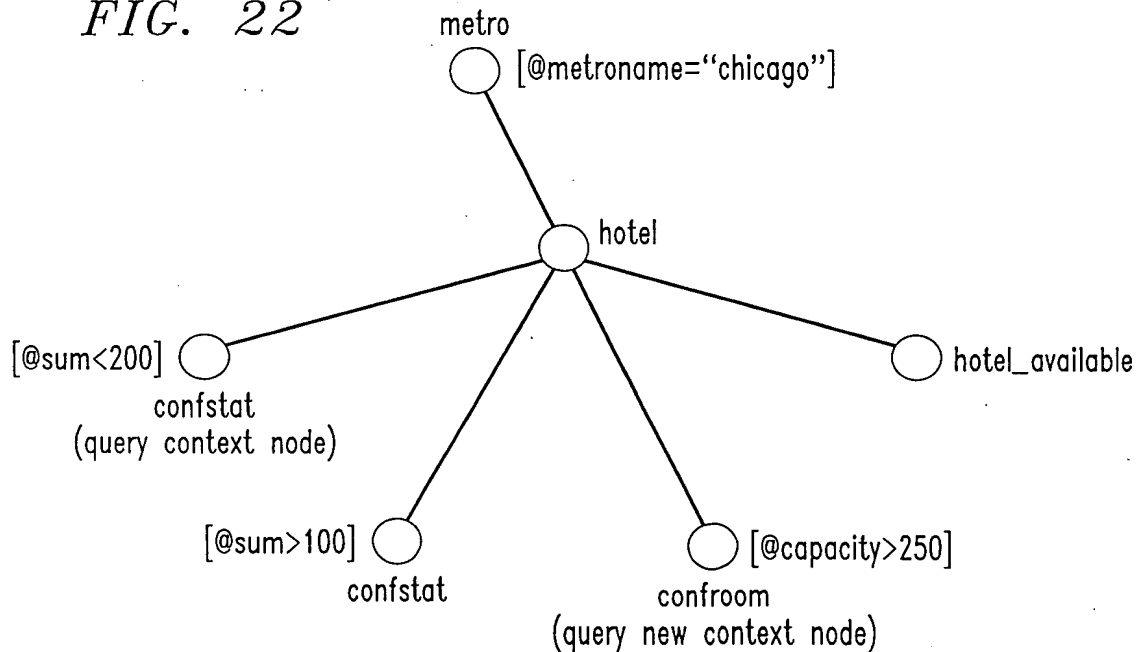 FIG. 22
metro
[@metroname=“chicago”]
hotel
[@sum<200]
confstat
(query context node)
hotel_available
[@sum>100]
confstat
[@capacity>250]
confroom
(query new context node)